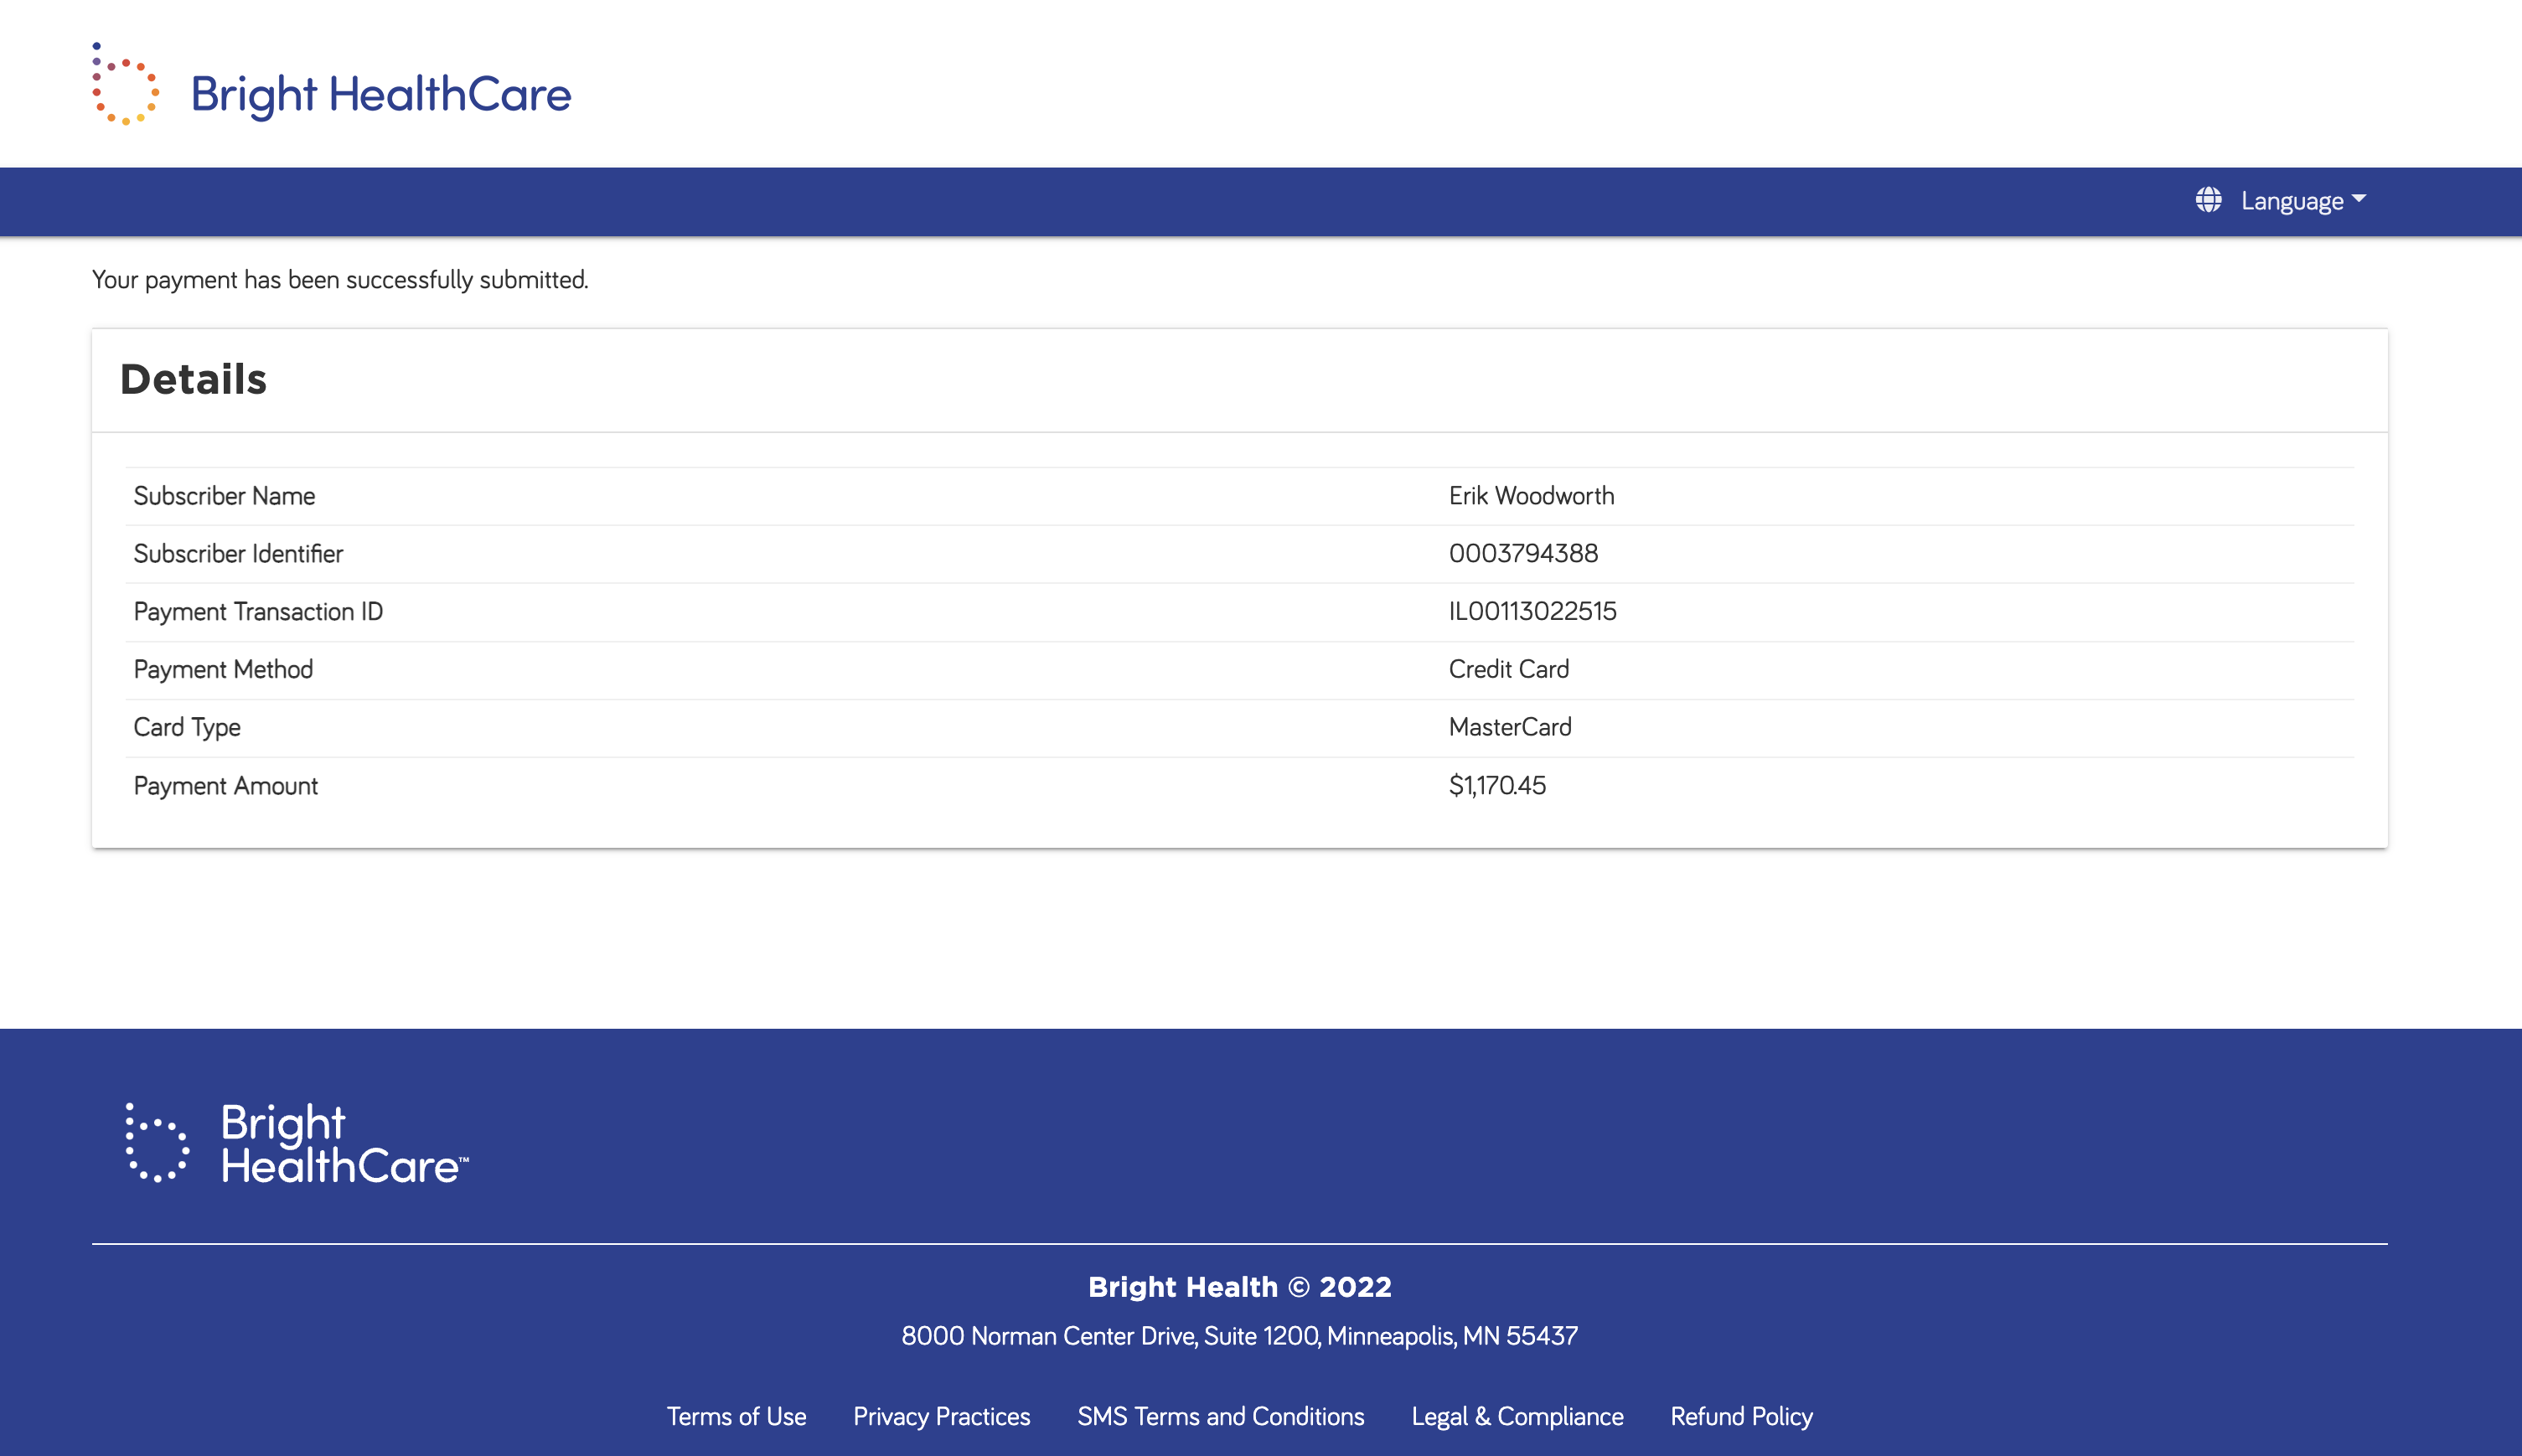 Bright HealthCare
Language
Your payment has been successfully submitted.
Details
Subscriber Name Erik Woodworth
Subscriber Identifier 0003794388
Payment Transaction ID IL00113022515
Payment Method Credit Card
Card Type MasterCard
Payment Amount $1,170.45
Bright
HealthCare™
Bright Health © 2022
8000 Norman Center Drive, Suite 1200, Minneapolis, MN 55437
Terms of Use Privacy Practices SMS Terms and Conditions Legal & Compliance Refund Policy